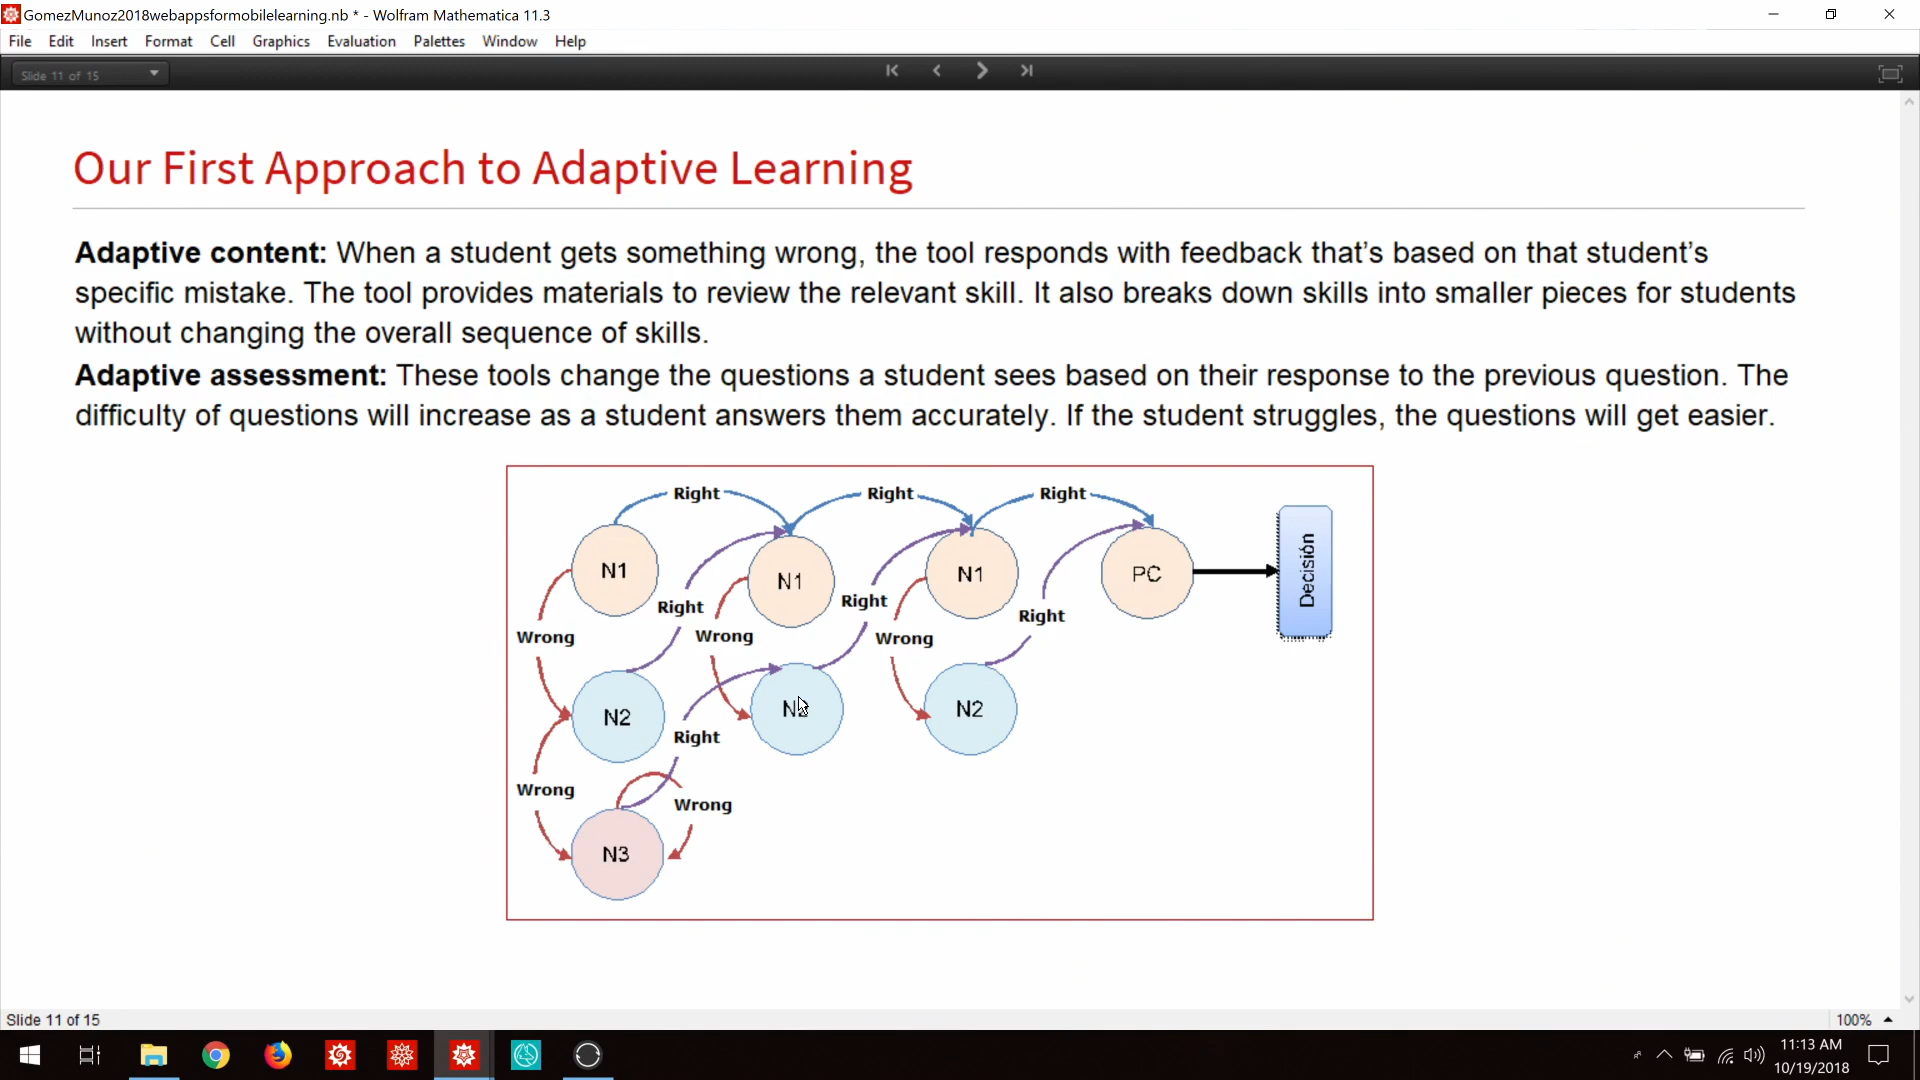 GomezMunoz2018webappsformobilelearning.nb * - Wolfram Mathematica 11.3
File Edit Insert Format Cell Graphics Evaluation Palettes Window Help
Slide 11 of 15
Our First Approach to Adaptive Learning
Adaptive content: When a student gets something wrong, the tool responds with feedback that's based on that student's
specific mistake. The tool provides materials to review the relevant skill. It also breaks down skills into smaller pieces for students
without changing the overall sequence of skills.
Adaptive assessment: These tools change the questions a student sees based on their response to the previous question. The
difficulty of questions will increase as a student answers them accurately. If the student struggles, the questions will get easier.
Right Right Right
N1 N1 N1 PC Decisión
Right Right Right
Wrong Wrong Wrong
N2 N2 N2
Right
Wrong Wrong
N3
Slide 11 of 15 100%
11:13 AM
10/19/2018